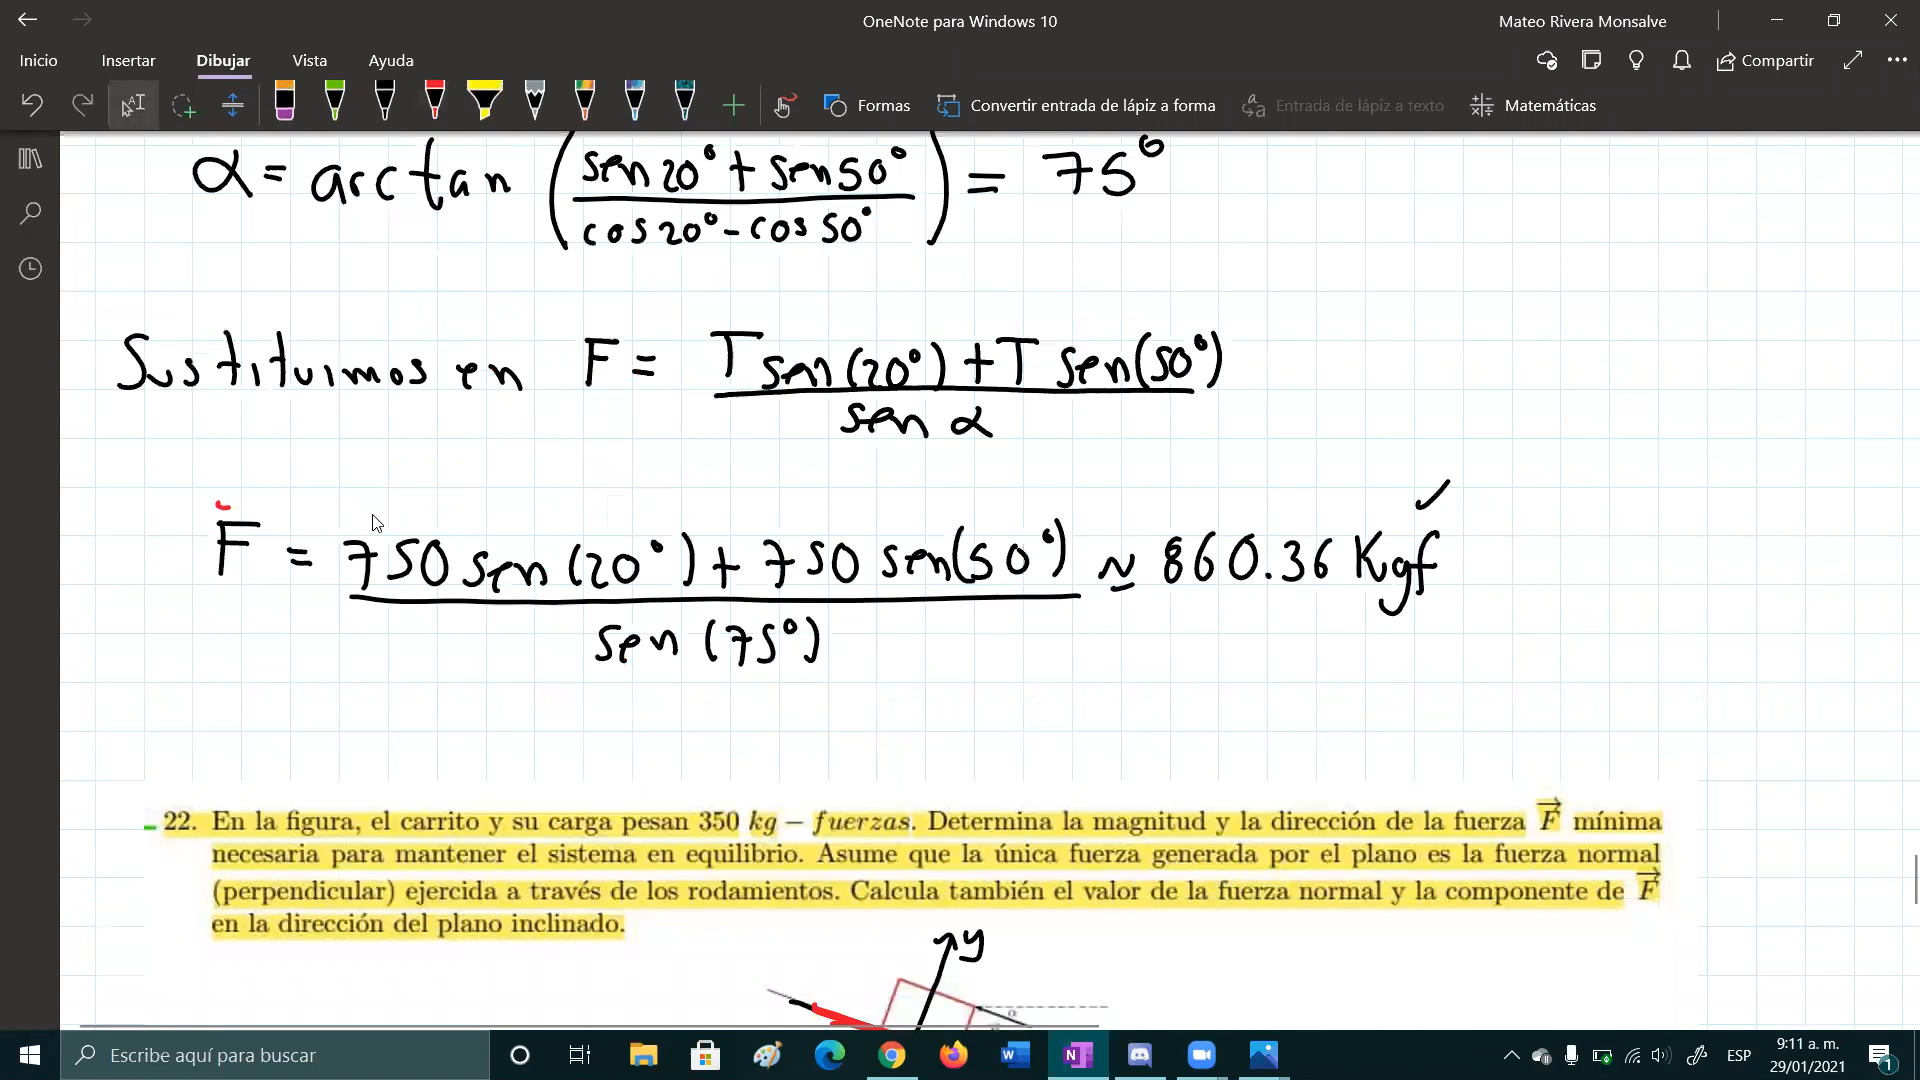 OneNote para Windows 10
Mateo Rivera Monsalve
Inicio Insertar Dibujar Vista Ayuda
Compartir
Formas Convertir entrada de lápiz a forma Entrada de lápiz a texto Matemáticas
α = arctan (sen 20° + sen 50° / cos 20° - cos 50°) = 75°
Sustituimos en F = T sen(20°) + T sen(50°) / sen α
F = 750 sen(20°) + 750 sen(50°) / sen(75°) ≃ 860.36 Kgf ✓
22. En la figura, el carrito y su carga pesan 350 kg − fuerzas. Determina la magnitud y la dirección de la fuerza F⃗ mínima
necesaria para mantener el sistema en equilibrio. Asume que la única fuerza generada por el plano es la fuerza normal
(perpendicular) ejercida a través de los rodamientos. Calcula también el valor de la fuerza normal y la componente de F⃗
en la dirección del plano inclinado.
y
α
Escribe aquí para buscar
ESP
9:11 a. m.
29/01/2021
1